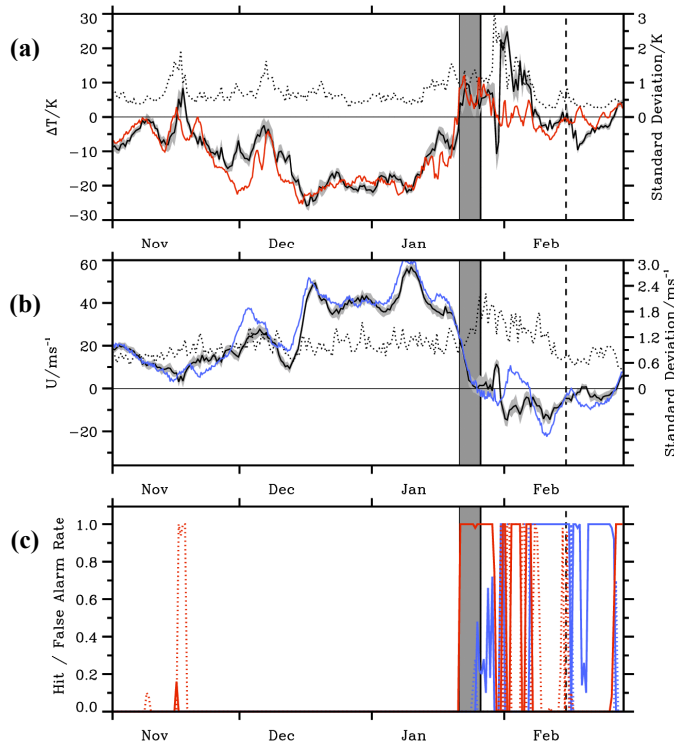 (a)
30
20
10
0
−10
−20
−30
ΔT/K
3
2
1
0
Standard Deviation/K
Nov Dec Jan Feb
(b)
60
40
20
0
−20
U/ms⁻¹
3.0
2.4
1.8
1.2
0.6
0
Standard Deviation/ms⁻¹
Nov Dec Jan Feb
(c)
1.0
0.8
0.6
0.4
0.2
0.0
Hit / False Alarm Rate
Nov Dec Jan Feb